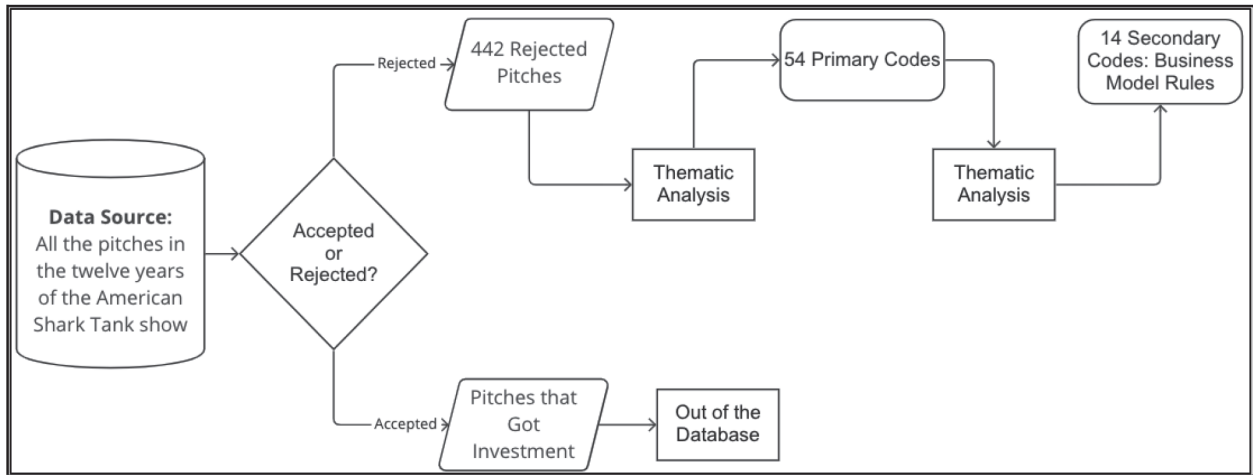 Data Source:
All the pitches in
the twelve years
of the American
Shark Tank show
Accepted
or
Rejected?
Rejected
442 Rejected
Pitches
Thematic
Analysis
54 Primary Codes
Thematic
Analysis
14 Secondary
Codes: Business
Model Rules
Accepted
Pitches that
Got
Investment
Out of the
Database